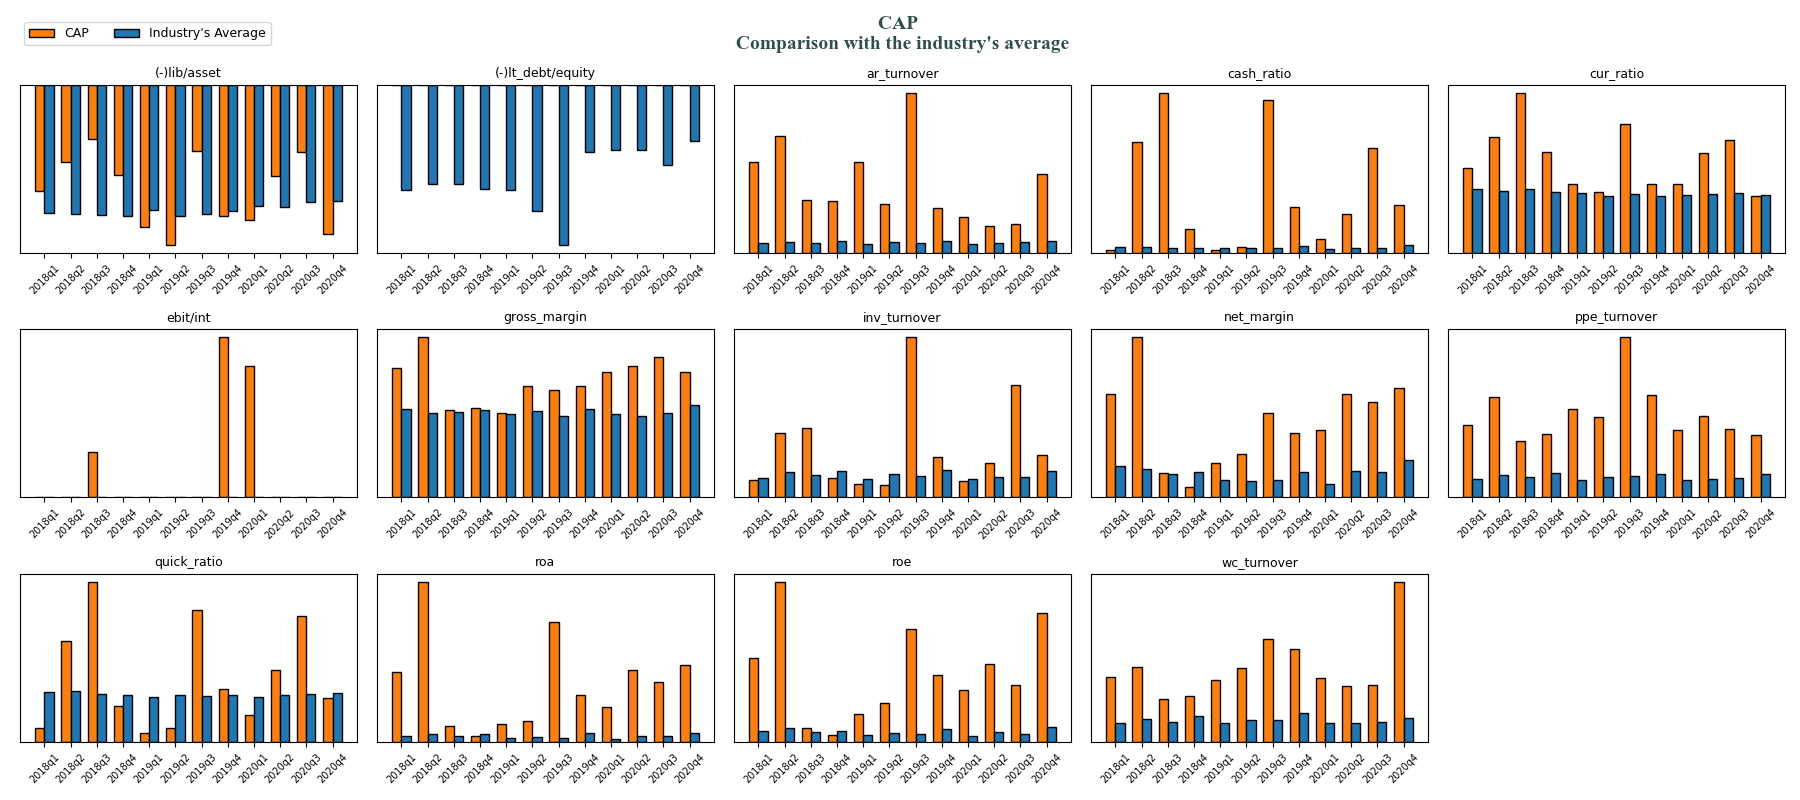 CAP
Comparison with the industry's average
CAP Industry's Average
(-)lib/asset
2018q1 2018q2 2018q3 2018q4 2019q1 2019q2 2019q3 2019q4 2020q1 2020q2 2020q3 2020q4
(-)lt_debt/equity
2018q1 2018q2 2018q3 2018q4 2019q1 2019q2 2019q3 2019q4 2020q1 2020q2 2020q3 2020q4
ar_turnover
2018q1 2018q2 2018q3 2018q4 2019q1 2019q2 2019q3 2019q4 2020q1 2020q2 2020q3 2020q4
cash_ratio
2018q1 2018q2 2018q3 2018q4 2019q1 2019q2 2019q3 2019q4 2020q1 2020q2 2020q3 2020q4
cur_ratio
2018q1 2018q2 2018q3 2018q4 2019q1 2019q2 2019q3 2019q4 2020q1 2020q2 2020q3 2020q4
ebit/int
2018q1 2018q2 2018q3 2018q4 2019q1 2019q2 2019q3 2019q4 2020q1 2020q2 2020q3 2020q4
gross_margin
2018q1 2018q2 2018q3 2018q4 2019q1 2019q2 2019q3 2019q4 2020q1 2020q2 2020q3 2020q4
inv_turnover
2018q1 2018q2 2018q3 2018q4 2019q1 2019q2 2019q3 2019q4 2020q1 2020q2 2020q3 2020q4
net_margin
2018q1 2018q2 2018q3 2018q4 2019q1 2019q2 2019q3 2019q4 2020q1 2020q2 2020q3 2020q4
ppe_turnover
2018q1 2018q2 2018q3 2018q4 2019q1 2019q2 2019q3 2019q4 2020q1 2020q2 2020q3 2020q4
quick_ratio
2018q1 2018q2 2018q3 2018q4 2019q1 2019q2 2019q3 2019q4 2020q1 2020q2 2020q3 2020q4
roa
2018q1 2018q2 2018q3 2018q4 2019q1 2019q2 2019q3 2019q4 2020q1 2020q2 2020q3 2020q4
roe
2018q1 2018q2 2018q3 2018q4 2019q1 2019q2 2019q3 2019q4 2020q1 2020q2 2020q3 2020q4
wc_turnover
2018q1 2018q2 2018q3 2018q4 2019q1 2019q2 2019q3 2019q4 2020q1 2020q2 2020q3 2020q4